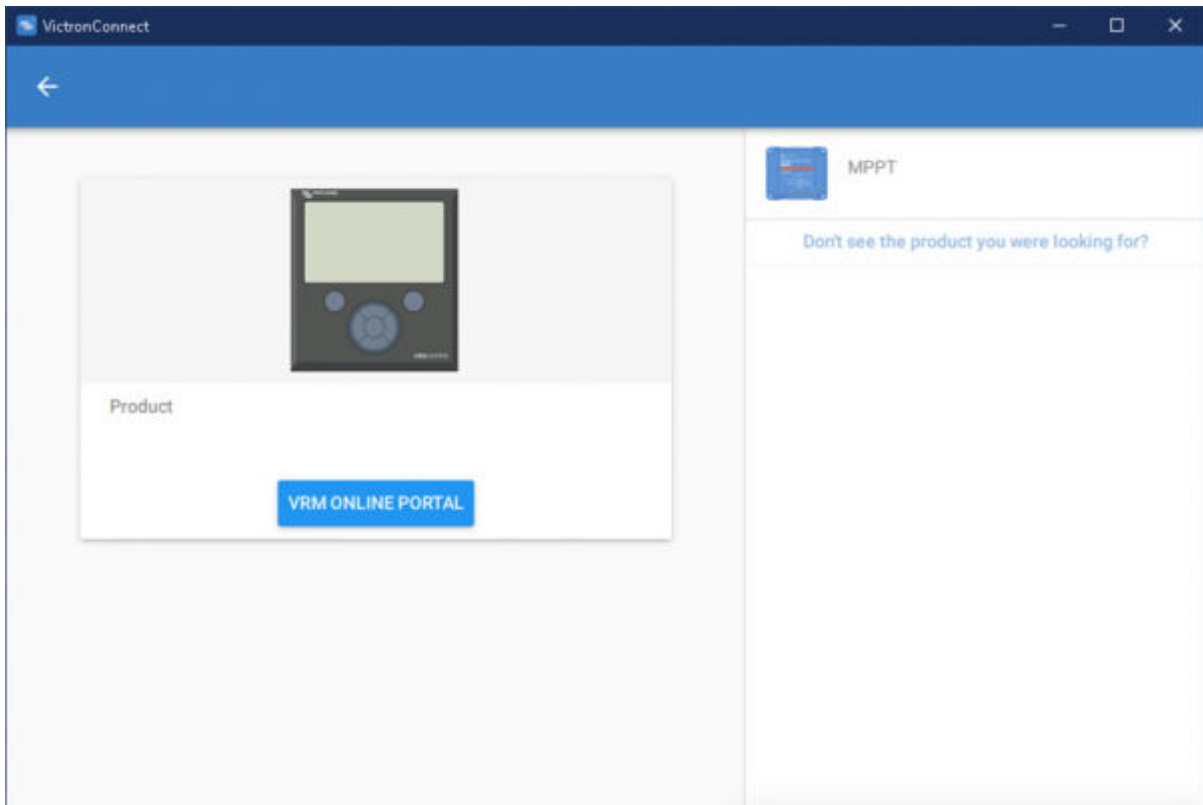 VictronConnect
Product
VRM ONLINE PORTAL
MPPT
Don't see the product you were looking for?